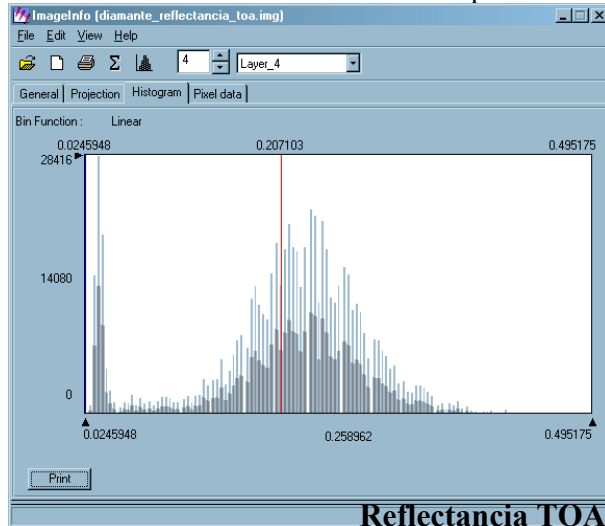 ImageInfo (diamante_reflectancia_toa.img)
File Edit View Help
4 Layer_4
General Projection Histogram Pixel data
Bin Function : Linear
0.0245948 0.207103 0.495175
28416
14080
0
0.0245948 0.258962 0.495175
Print
Reflectancia TOA